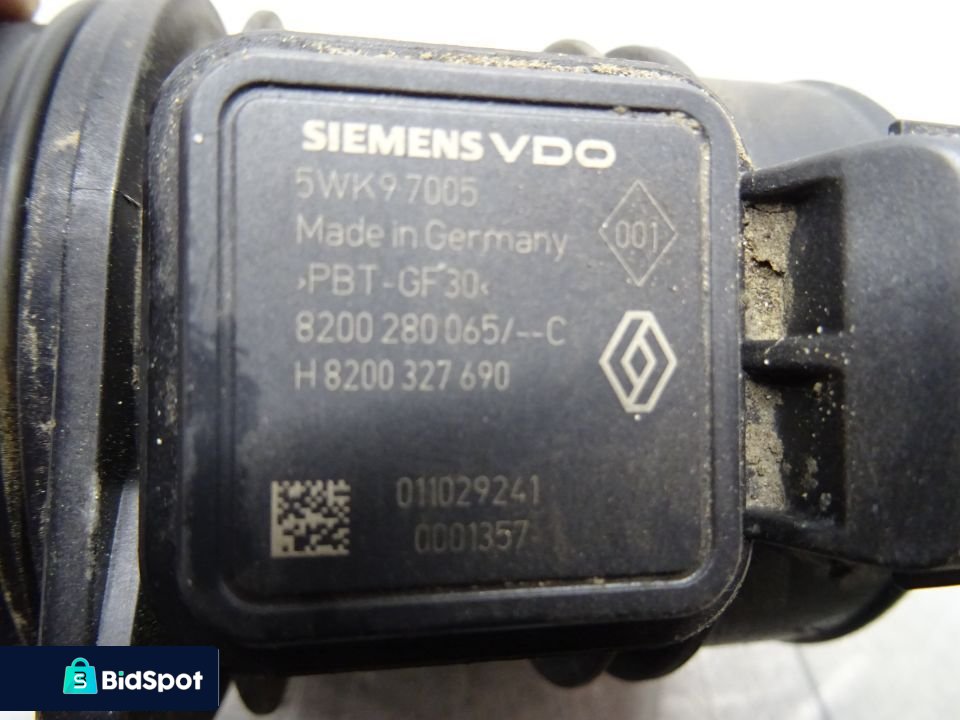 SIEMENS VDO
5WK9 7005
Made in Germany
001
›PBT-GF30‹
8200 280 065/--C
H 8200 327 690
011029241
0001357
S
BidSpot